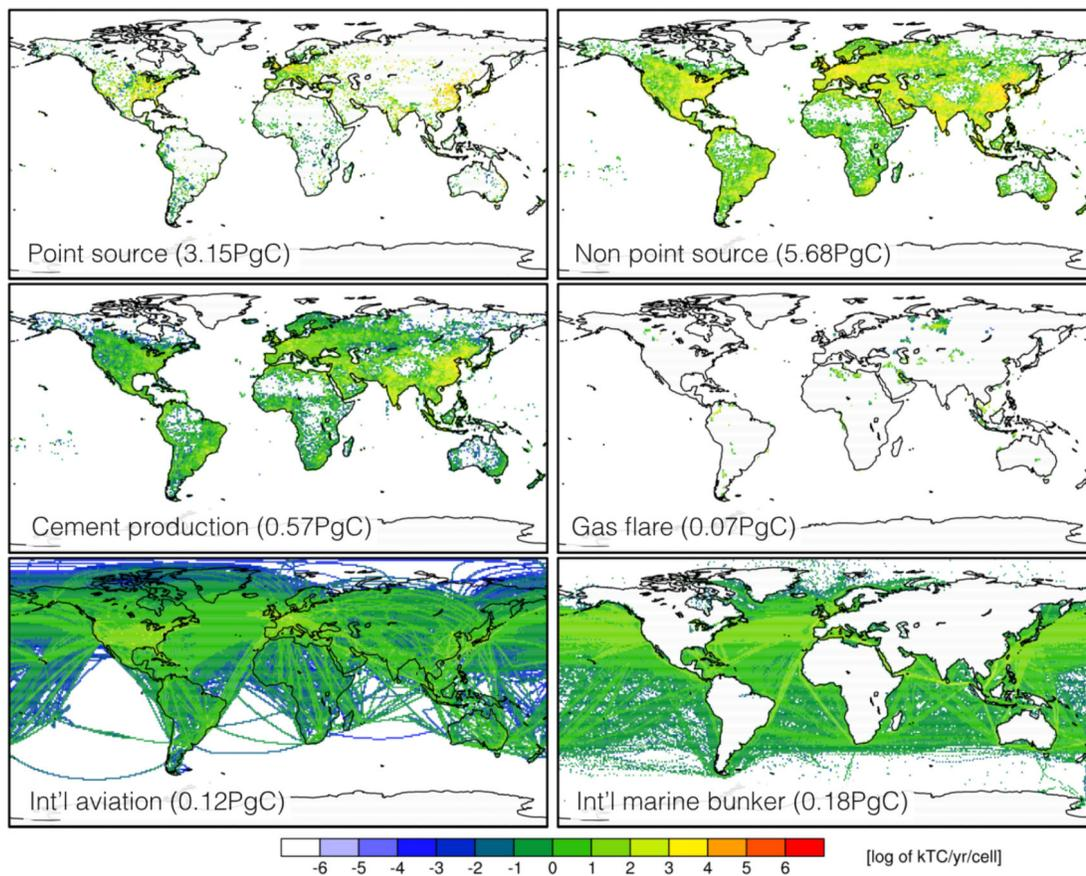 Point source (3.15PgC)
Non point source (5.68PgC)
Cement production (0.57PgC)
Gas flare (0.07PgC)
Int'l aviation (0.12PgC)
Int'l marine bunker (0.18PgC)
-6 -5 -4 -3 -2 -1 0 1 2 3 4 5 6
[log of kTC/yr/cell]